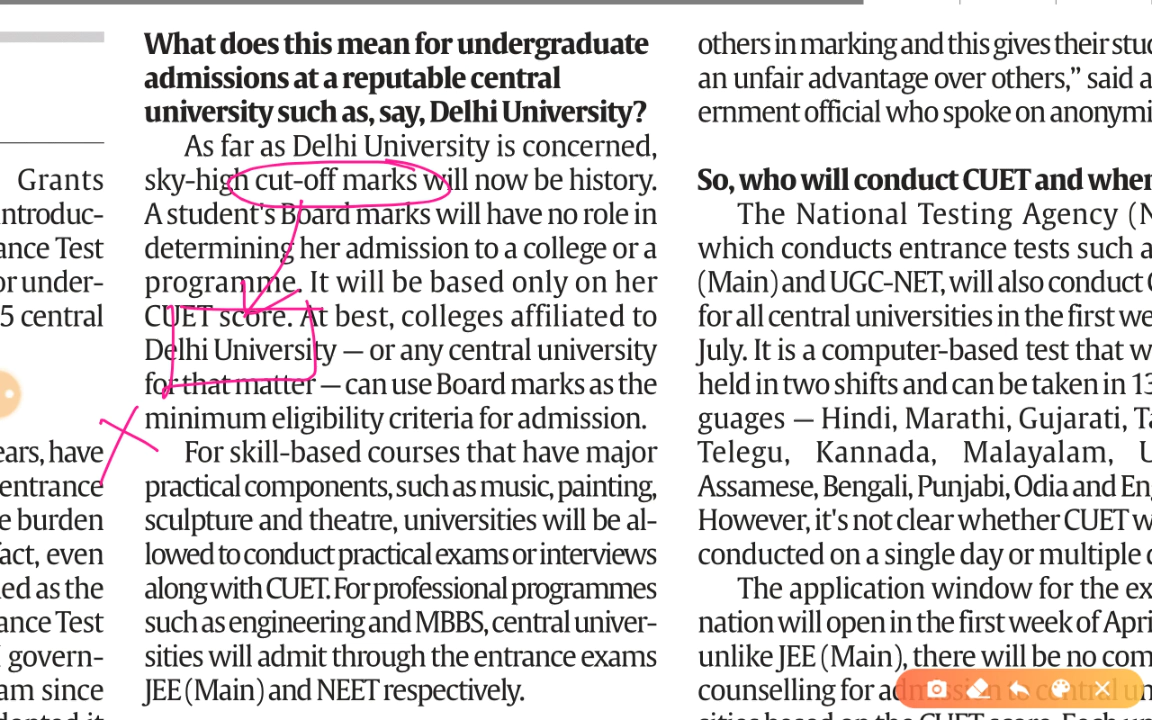 Grants
ance Test
or under-
5 central
ears, have
entrance
e burden
fact, even
ed as the
ance Test
govern-
am since
What does this mean for undergraduate
admissions at a reputable central
university such as, say, Delhi University?
As far as Delhi University is concerned,
sky-high cut-off marks will now be history.
A student's Board marks will have no role in
determining her admission to a college or a
programme. It will be based only on her
CUET score. At best, colleges affiliated to
Delhi University — or any central university
for that matter — can use Board marks as the
minimum eligibility criteria for admission.
For skill-based courses that have major
practical components, such as music, painting,
sculpture and theatre, universities will be al-
lowed to conduct practical exams or interviews
along with CUET. For professional programmes
such as engineering and MBBS, central univer-
sities will admit through the entrance exams
JEE (Main) and NEET respectively.
others in marking and this gives their stu
an unfair advantage over others,” said a
ernment official who spoke on anonymi
So, who will conduct CUET and when
The National Testing Agency (N
which conducts entrance tests such a
(Main) and UGC-NET, will also conduct
for all central universities in the first we
July. It is a computer-based test that w
held in two shifts and can be taken in 13
guages — Hindi, Marathi, Gujarati, Ta
Telegu, Kannada, Malayalam, U
Assamese, Bengali, Punjabi, Odia and En
However, it's not clear whether CUET w
conducted on a single day or multiple
The application window for the ex
nation will open in the first week of Apri
unlike JEE (Main), there will be no com
counselling for admission to central un